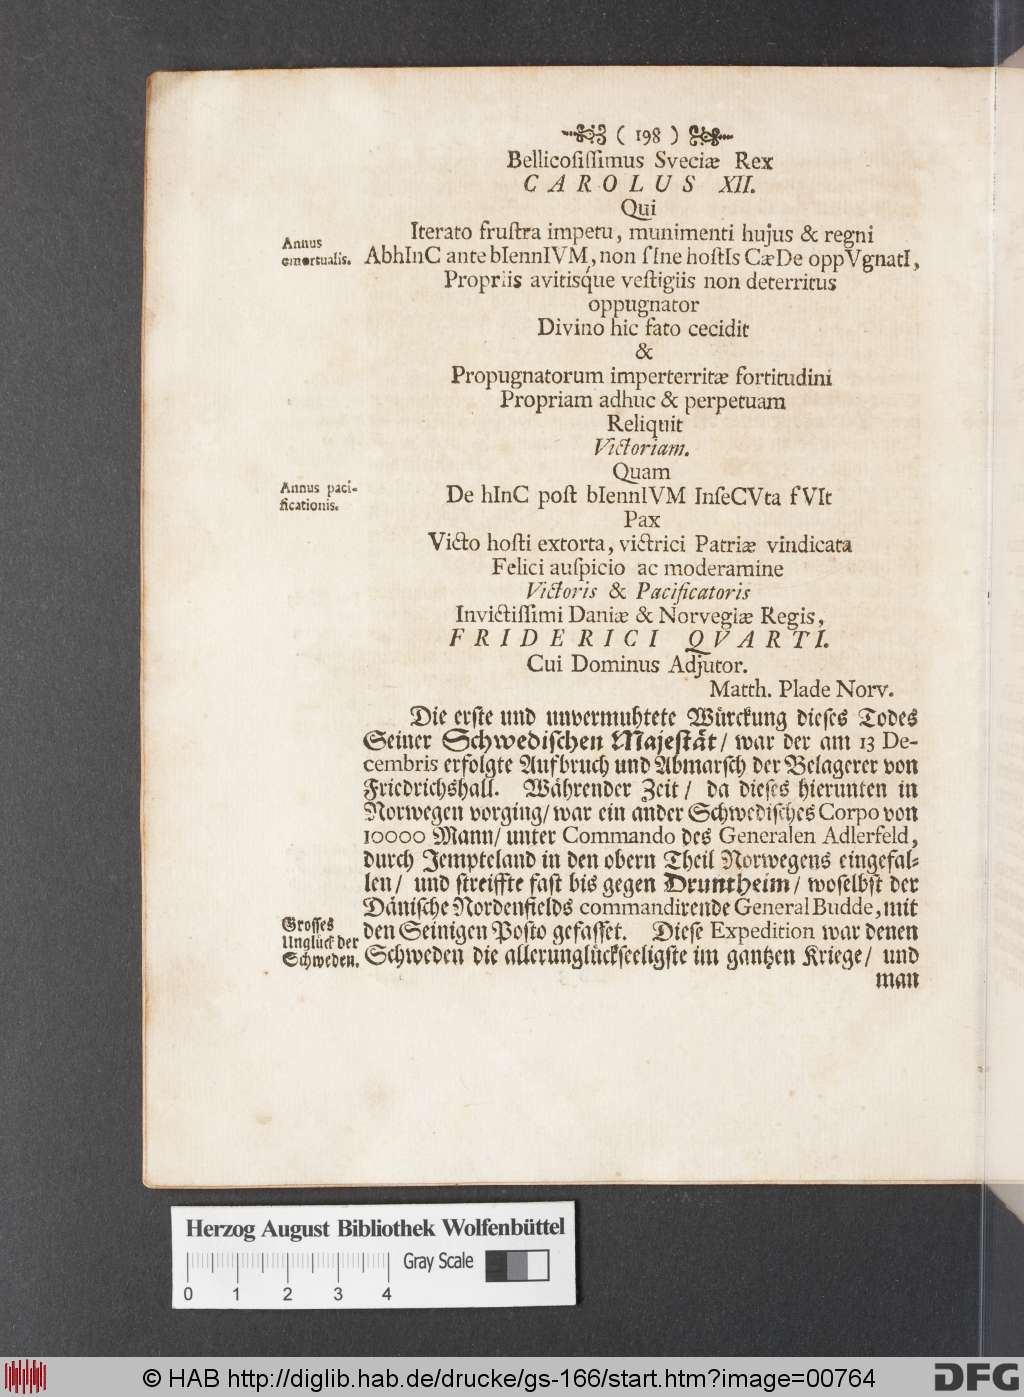 ( 198 )
Bellicosissimus Sveciæ Rex
CAROLUS XII.
Qui
Iterato frustra impetu, munimenti hujus & regni
Annus
emortualis.
AbhInC ante bIennIVM, non sIne hostIs CæDe oppVgnatI,
Propriis avitisque vestigiis non deterritus
oppugnator
Divino hic fato cecidit
&
Propugnatorum imperterritæ fortitudini
Propriam adhuc & perpetuam
Reliquit
Victoriam.
Quam
Annus paci-
ficationis.
De hInC post bIennIVM InseCVta fVIt
Pax
Victo hosti extorta, victrici Patriæ vindicata
Felici auspicio ac moderamine
Victoris & Pacificatoris
Invictissimi Daniæ & Norvegiæ Regis,
FRIDERICI QVARTI.
Cui Dominus Adjutor.
Matth. Plade Norv.
Die erste und unvermuhtete Würckung dieses Todes
Seiner Schwedischen Majestät/ war der am 13 De-
cembris erfolgte Aufbruch und Abmarsch der Belagerer von
Friedrichshall. Währender Zeit/ da dieses hierunten in
Norwegen vorging/ war ein ander Schwedisches Corpo von
10000 Mann/ unter Commando des Generalen Adlerfeld,
durch Jempteland in den obern Theil Norwegens eingefal-
len/ und streiffte fast bis gegen Druntheim/ woselbst der
Dänische Nordenfields commandirende General Budde, mit
den Seinigen Posto gefasset. Diese Expedition war denen
Grosses
Unglück der
Schweden.
Schweden die allerunglückseeligste im gantzen Kriege/ und
man
Herzog August Bibliothek Wolfenbüttel
Gray Scale
0 1 2 3 4
© HAB http://diglib.hab.de/drucke/gs-166/start.htm?image=00764
DFG